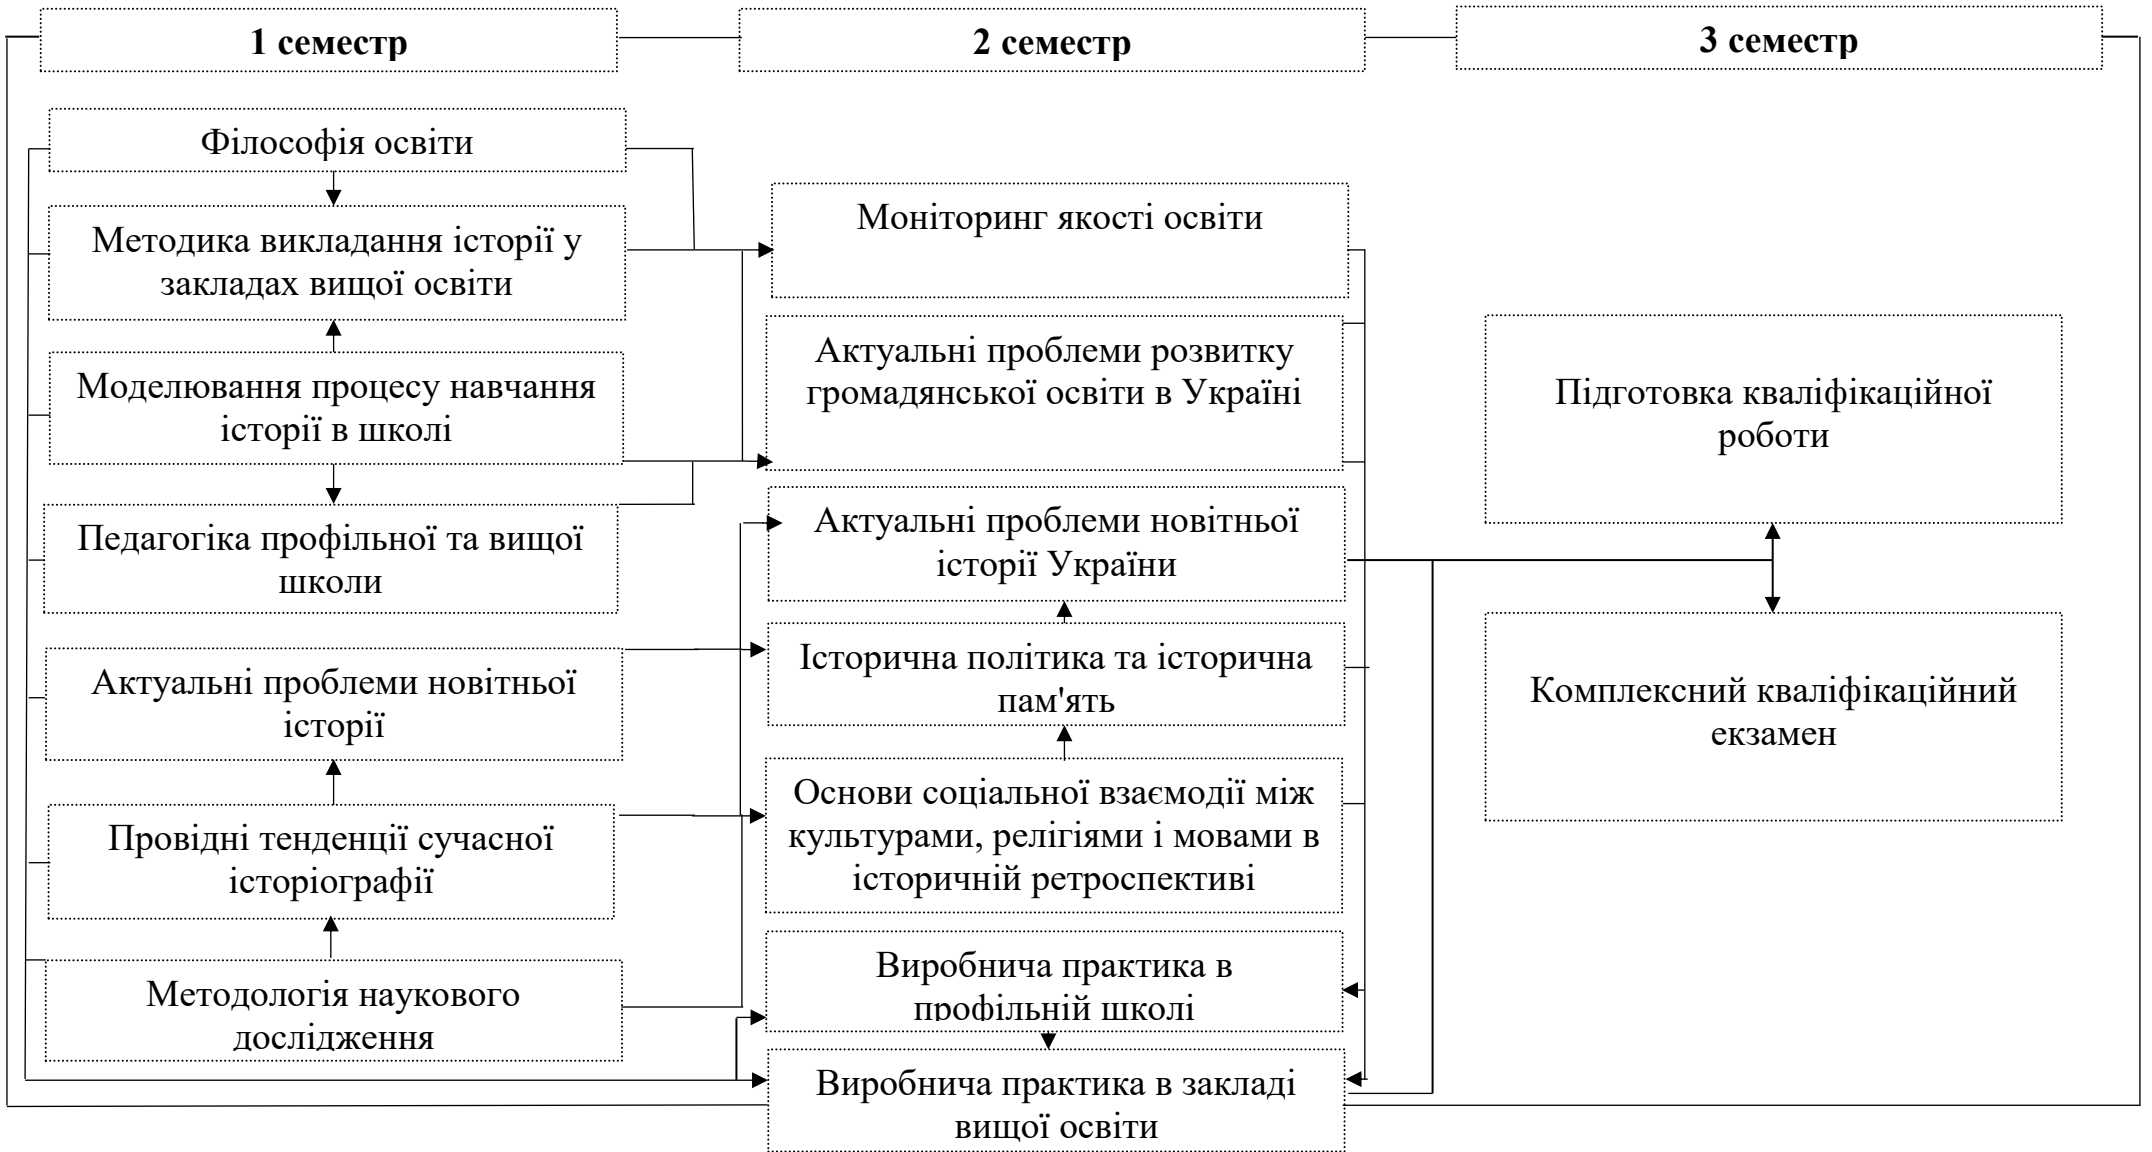 1 семестр
2 семестр
3 семестр
Філософія освіти
Методика викладання історії у
закладах вищої освіти
Моделювання процесу навчання
історії в школі
Педагогіка профільної та вищої
школи
Актуальні проблеми новітньої
історії
Провідні тенденції сучасної
історіографії
Методологія наукового
дослідження
Моніторинг якості освіти
Актуальні проблеми розвитку
громадянської освіти в Україні
Актуальні проблеми новітньої
історії України
Історична політика та історична
пам'ять
Основи соціальної взаємодії між
культурами, релігіями і мовами в
історичній ретроспективі
Виробнича практика в
профільній школі
Виробнича практика в закладі
вищої освіти
Підготовка кваліфікаційної
роботи
Комплексний кваліфікаційний
екзамен